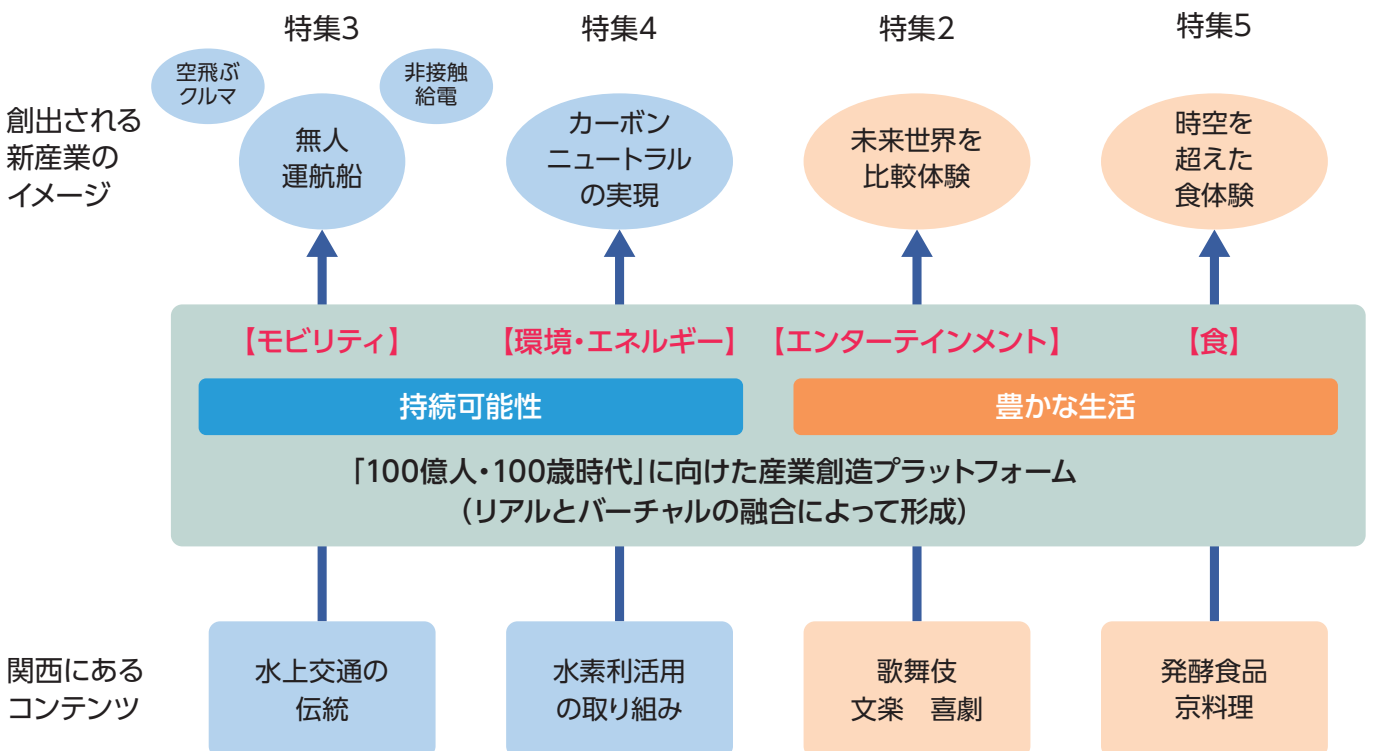 特集3
特集4
特集2
特集5
空飛ぶ
クルマ
非接触
給電
創出される
新産業の
イメージ
無人
運航船
カーボン
ニュートラル
の実現
未来世界を
比較体験
時空を
超えた
食体験
【モビリティ】
【環境・エネルギー】
【エンターテインメント】
【食】
持続可能性
豊かな生活
「100億人・100歳時代」に向けた産業創造プラットフォーム
（リアルとバーチャルの融合によって形成）
関西にある
コンテンツ
水上交通の
伝統
水素利活用
の取り組み
歌舞伎
文楽　喜劇
発酵食品
京料理